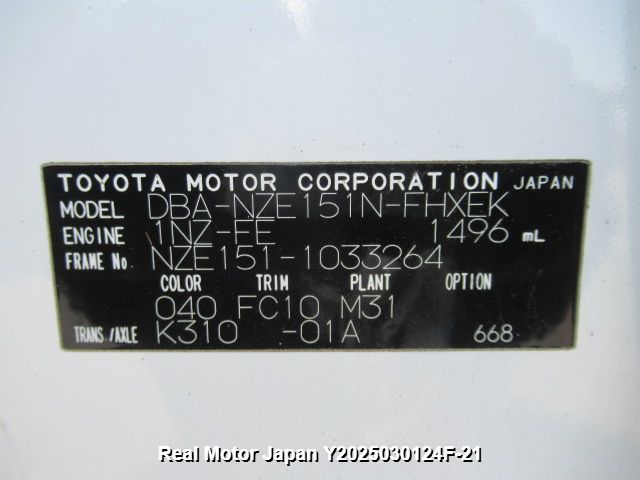 TOYOTA MOTOR CORPORATION JAPAN
MODEL DBA-NZE151N-FHXEK
ENGINE 1NZ-FE 1496 mL
FRAME No. NZE151-1033264
COLOR TRIM PLANT OPTION
040 FC10 M31
TRANS/AXLE K310 -01A 668
Real Motor Japan Y2025030124F-21